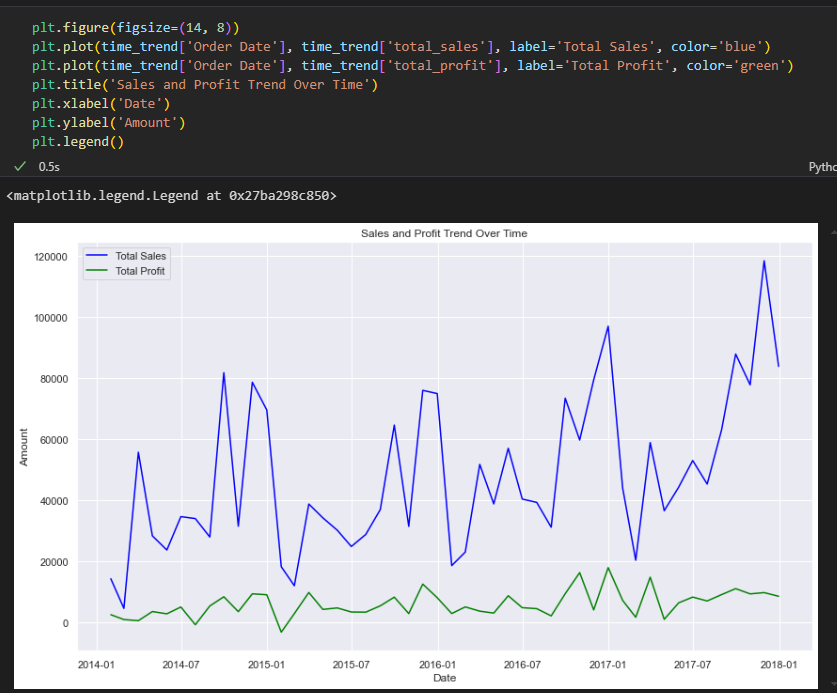 plt.figure(figsize=(14, 8))
plt.plot(time_trend['Order Date'], time_trend['total_sales'], label='Total Sales', color='blue')
plt.plot(time_trend['Order Date'], time_trend['total_profit'], label='Total Profit', color='green')
plt.title('Sales and Profit Trend Over Time')
plt.xlabel('Date')
plt.ylabel('Amount')
plt.legend()
0.5s
Pytho
<matplotlib.legend.Legend at 0x27ba298c850>
Sales and Profit Trend Over Time
Total Sales
Total Profit
120000
100000
80000
60000
40000
20000
0
Amount
2014-01 2014-07 2015-01 2015-07 2016-01 2016-07 2017-01 2017-07 2018-01
Date